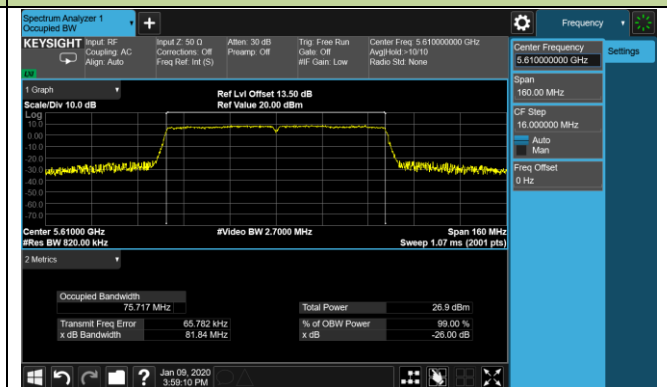 Spectrum Analyzer 1
Occupied BW
Frequency
KEYSIGHT
Input: RF
Coupling: AC
Align: Auto
Input Z: 50 Ω
Corrections: Off
Freq Ref: Int (S)
Atten: 30 dB
Preamp: Off
Trig: Free Run
Gate: Off
#IF Gain: Low
Center Freq: 5.610000000 GHz
Avg|Hold:>10/10
Radio Std: None
Center Frequency
5.610000000 GHz
Settings
Span
160.00 MHz
CF Step
16.000000 MHz
Auto
Man
Freq Offset
0 Hz
1 Graph
Scale/Div 10.0 dB
Ref Lvl Offset 13.50 dB
Ref Value 20.00 dBm
Log
10.0
0.00
-10.0
-20.0
-30.0
-40.0
-50.0
-60.0
-70.0
Center 5.61000 GHz
#Res BW 820.00 kHz
#Video BW 2.7000 MHz
Span 160 MHz
Sweep 1.07 ms (2001 pts)
2 Metrics
Occupied Bandwidth
75.717 MHz
Total Power
26.9 dBm
Transmit Freq Error
65.782 kHz
% of OBW Power
99.00 %
x dB Bandwidth
81.84 MHz
x dB
-26.00 dB
Jan 09, 2020
3:59:10 PM